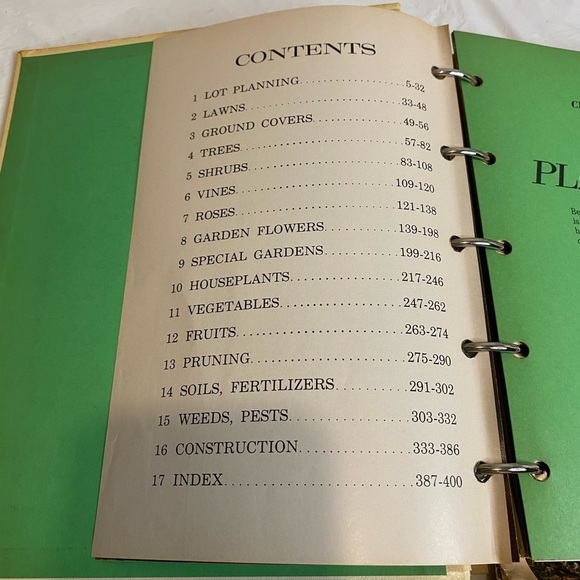 CONTENTS
1 LOT PLANNING 5-32
2 LAWNS 33-48
3 GROUND COVERS 49-56
4 TREES 57-82
5 SHRUBS 83-108
6 VINES 109-120
7 ROSES 121-138
8 GARDEN FLOWERS 139-198
9 SPECIAL GARDENS 199-216
10 HOUSEPLANTS 217-246
11 VEGETABLES 247-262
12 FRUITS 263-274
13 PRUNING 275-290
14 SOILS, FERTILIZERS 291-302
15 WEEDS, PESTS 303-332
16 CONSTRUCTION 333-386
17 INDEX 387-400